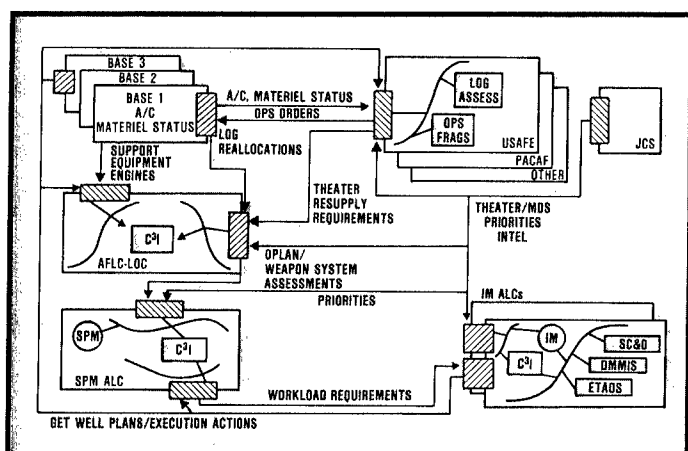 BASE 3
BASE 2
BASE 1
A/C
MATERIEL STATUS
A/C, MATERIEL STATUS
OPS ORDERS
LOG
REALLOCATIONS
LOG
ASSESS
OPS
FRAGS
USAFE
PACAF
OTHER
JCS
SUPPORT
EQUIPMENT
ENGINES
THEATER
RESUPPLY
REQUIREMENTS
THEATER/MDS
PRIORITIES
INTEL
C³I
AFLC-LOC
OPLAN/
WEAPON SYSTEM
ASSESSMENTS
PRIORITIES
IM ALCs
SPM
C³I
SPM ALC
IM
C³I
SC&D
DMMIS
ETADS
WORKLOAD REQUIREMENTS
GET WELL PLANS/EXECUTION ACTIONS